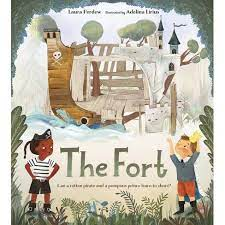 Laura Perdew Illustrated by Adelina Lirius
The Fort
Can a rotten pirate and a pompous prince learn to share?